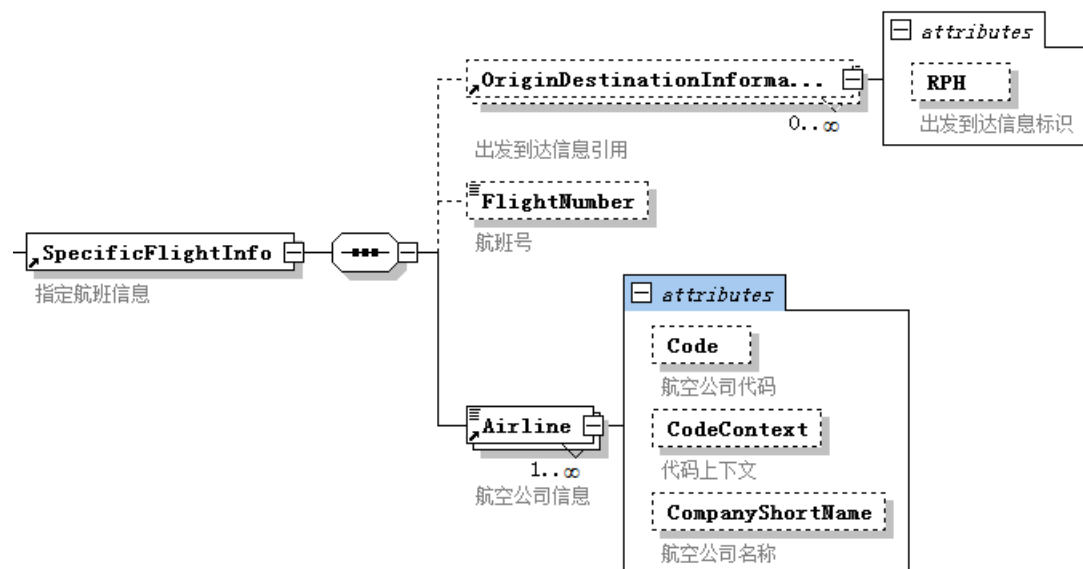 attributes
OriginDestinationInforma...
RPH
0..∞
出发到达信息标识
出发到达信息引用
FlightNumber
航班号
SpecificFlightInfo
指定航班信息
attributes
Code
航空公司代码
Airline
CodeContext
1..∞
代码上下文
航空公司信息
CompanyShortName
航空公司名称